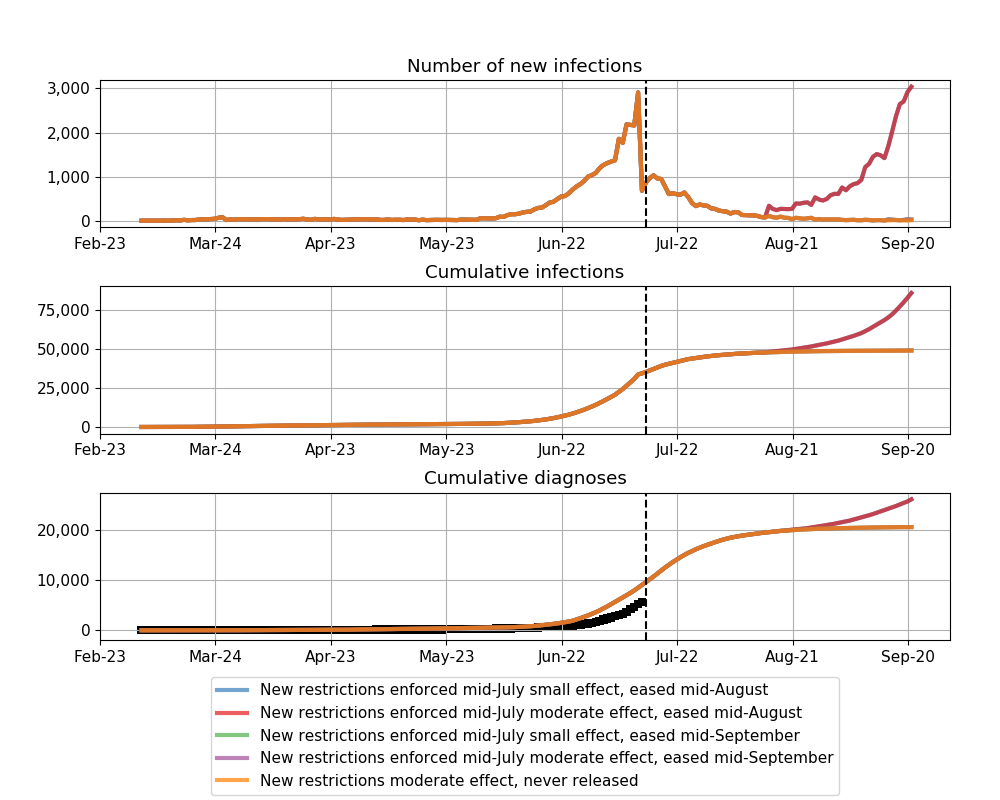 Number of new infections
3,000
2,000
1,000
0
Feb-23 Mar-24 Apr-23 May-23 Jun-22 Jul-22 Aug-21 Sep-20
Cumulative infections
75,000
50,000
25,000
0
Feb-23 Mar-24 Apr-23 May-23 Jun-22 Jul-22 Aug-21 Sep-20
Cumulative diagnoses
20,000
10,000
0
Feb-23 Mar-24 Apr-23 May-23 Jun-22 Jul-22 Aug-21 Sep-20
New restrictions enforced mid-July small effect, eased mid-August
New restrictions enforced mid-July moderate effect, eased mid-August
New restrictions enforced mid-July small effect, eased mid-September
New restrictions enforced mid-July moderate effect, eased mid-September
New restrictions moderate effect, never released